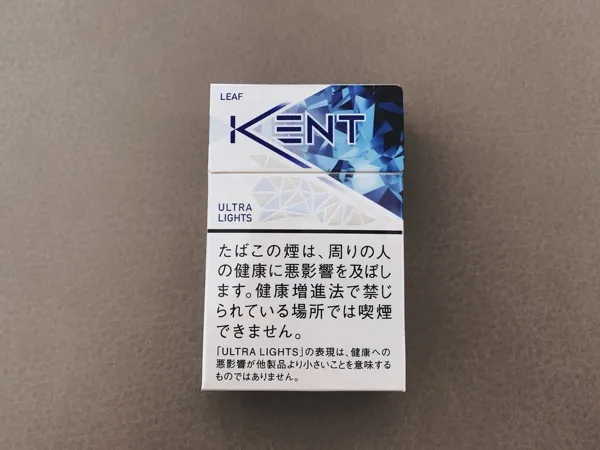 LEAF
KENT
ULTRA
LIGHTS
たばこの煙は、周りの人
の健康に悪影響を及ぼし
ます。健康増進法で禁じ
られている場所では喫煙
できません。
「ULTRA LIGHTS」の表現は、健康への
悪影響が他製品より小さいことを意味する
ものではありません。